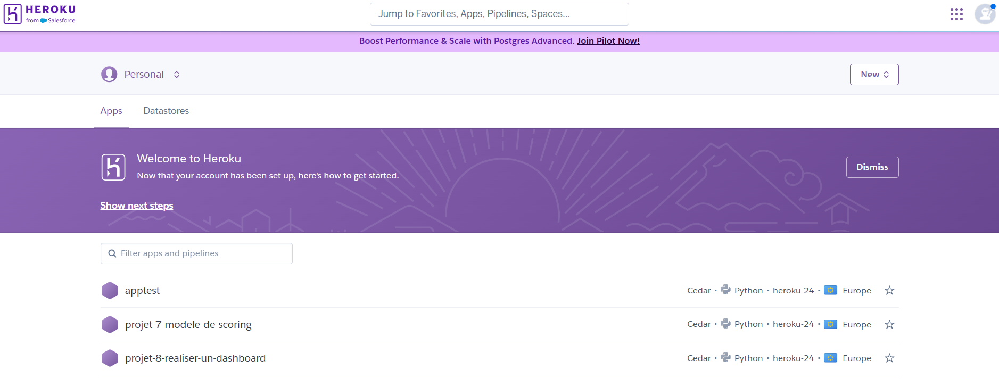 HEROKU
from Salesforce
Jump to Favorites, Apps, Pipelines, Spaces...
Boost Performance & Scale with Postgres Advanced. Join Pilot Now!
Personal
New
Apps Datastores
Welcome to Heroku
Now that your account has been set up, here's how to get started.
Dismiss
Show next steps
Filter apps and pipelines
apptest Cedar · Python · heroku-24 · Europe
projet-7-modele-de-scoring Cedar · Python · heroku-24 · Europe
projet-8-realiser-un-dashboard Cedar · Python · heroku-24 · Europe